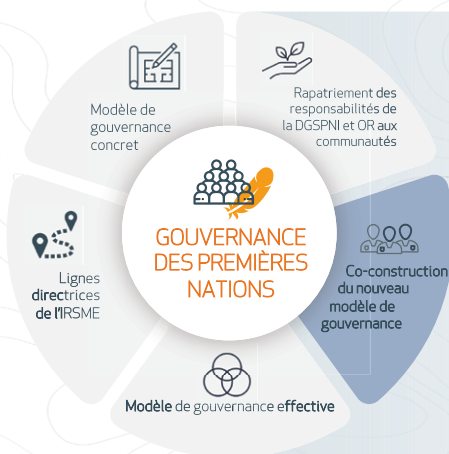 Modèle de
gouvernance
concret
Rapatriement des
responsabilités de
la DGSPNI et OR aux
communautés
GOUVERNANCE
DES PREMIÈRES
NATIONS
Lignes
directrices
de l'IRSME
Co-construction
du nouveau
modèle de
gouvernance
Modèle de gouvernance effective